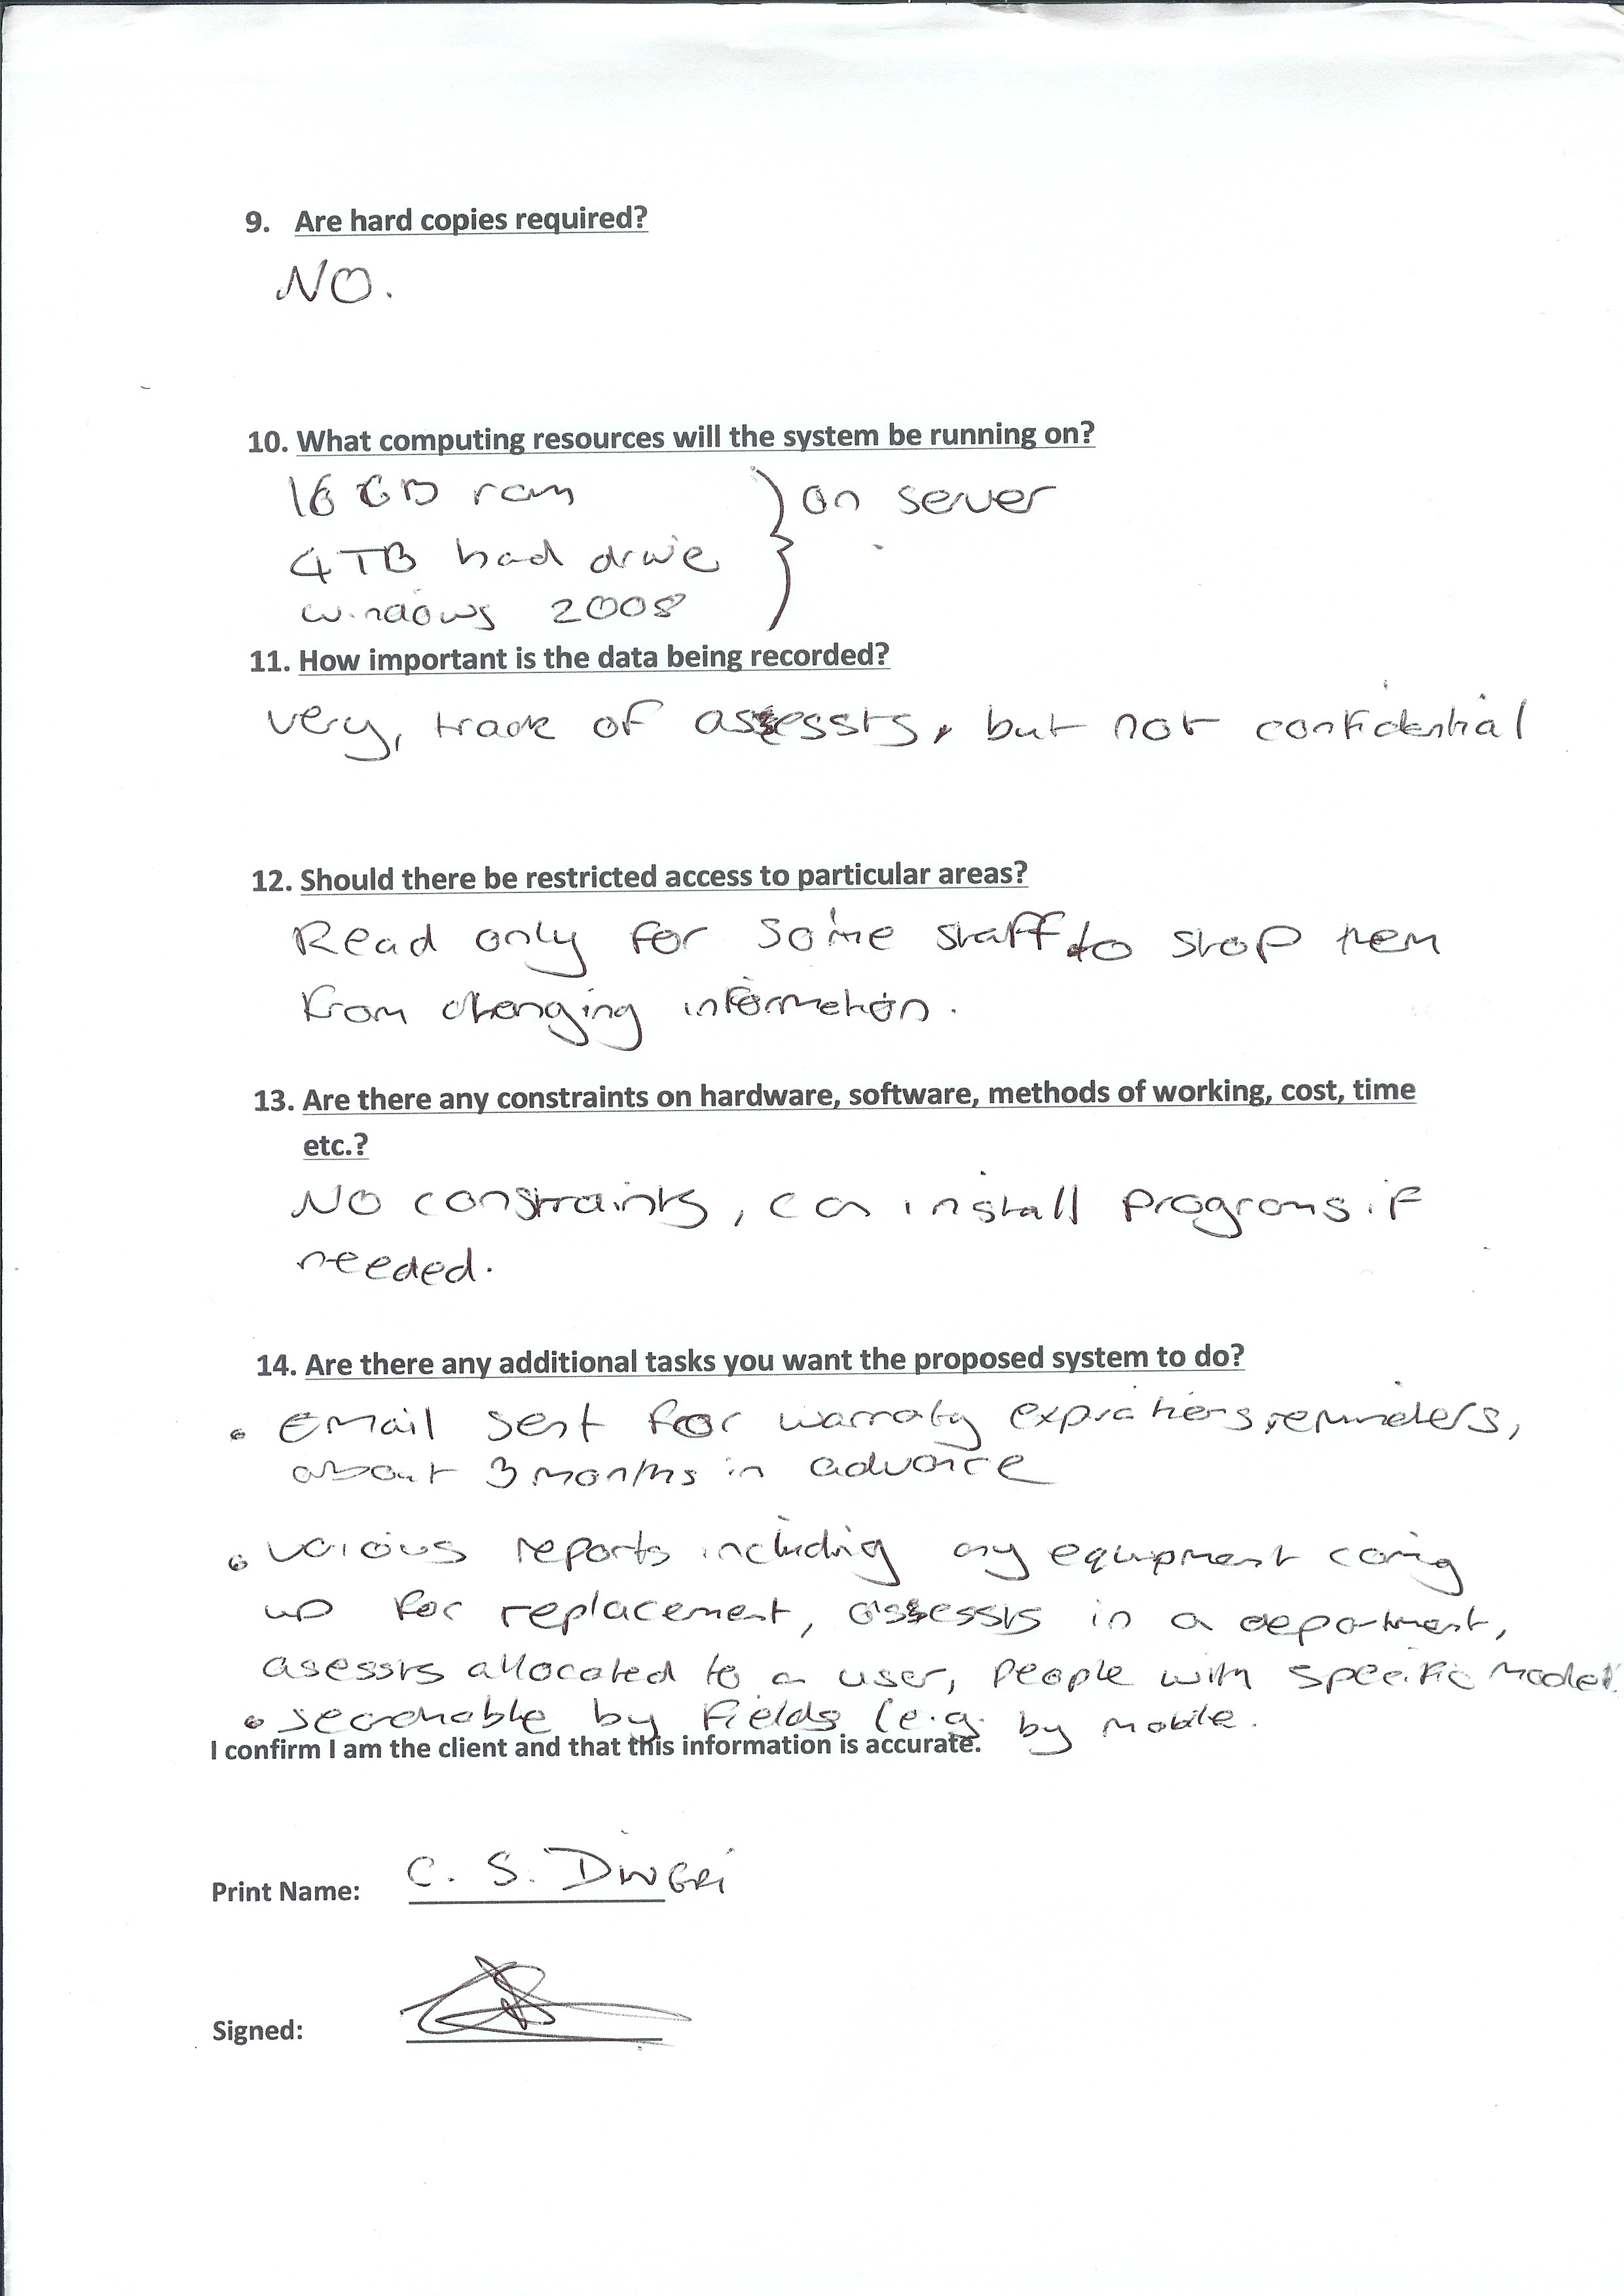 9. Are hard copies required?
NO.
10. What computing resources will the system be running on?
16 GB ram } on server
4TB hard drive
windows 2008
11. How important is the data being recorded?
very, track of assessts, but not confidential
12. Should there be restricted access to particular areas?
Read only for some staff to stop them
from changing information.
13. Are there any constraints on hardware, software, methods of working, cost, time
etc.?
NO constraints, can install programs if
needed.
14. Are there any additional tasks you want the proposed system to do?
• Email sent for warranty expirations reminders,
about 3 months in advance
• various reports including any equipment coming
up for replacement, assessts in a department,
asessts allocated to a user, people with specific model.
• searchable by fields (e.g. by mobile.
I confirm I am the client and that this information is accurate.
Print Name: C. S.
Signed: